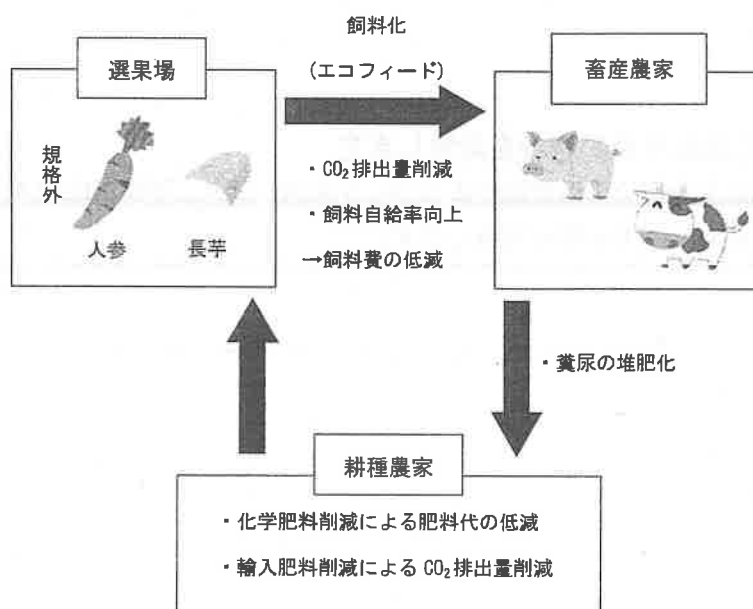 飼料化
(エコフィード)
選果場
畜産農家
規格外
人参
長芋
・CO₂排出量削減
・飼料自給率向上
→飼料費の低減
・糞尿の堆肥化
耕種農家
・化学肥料削減による肥料代の低減
・輸入肥料削減によるCO₂排出量削減